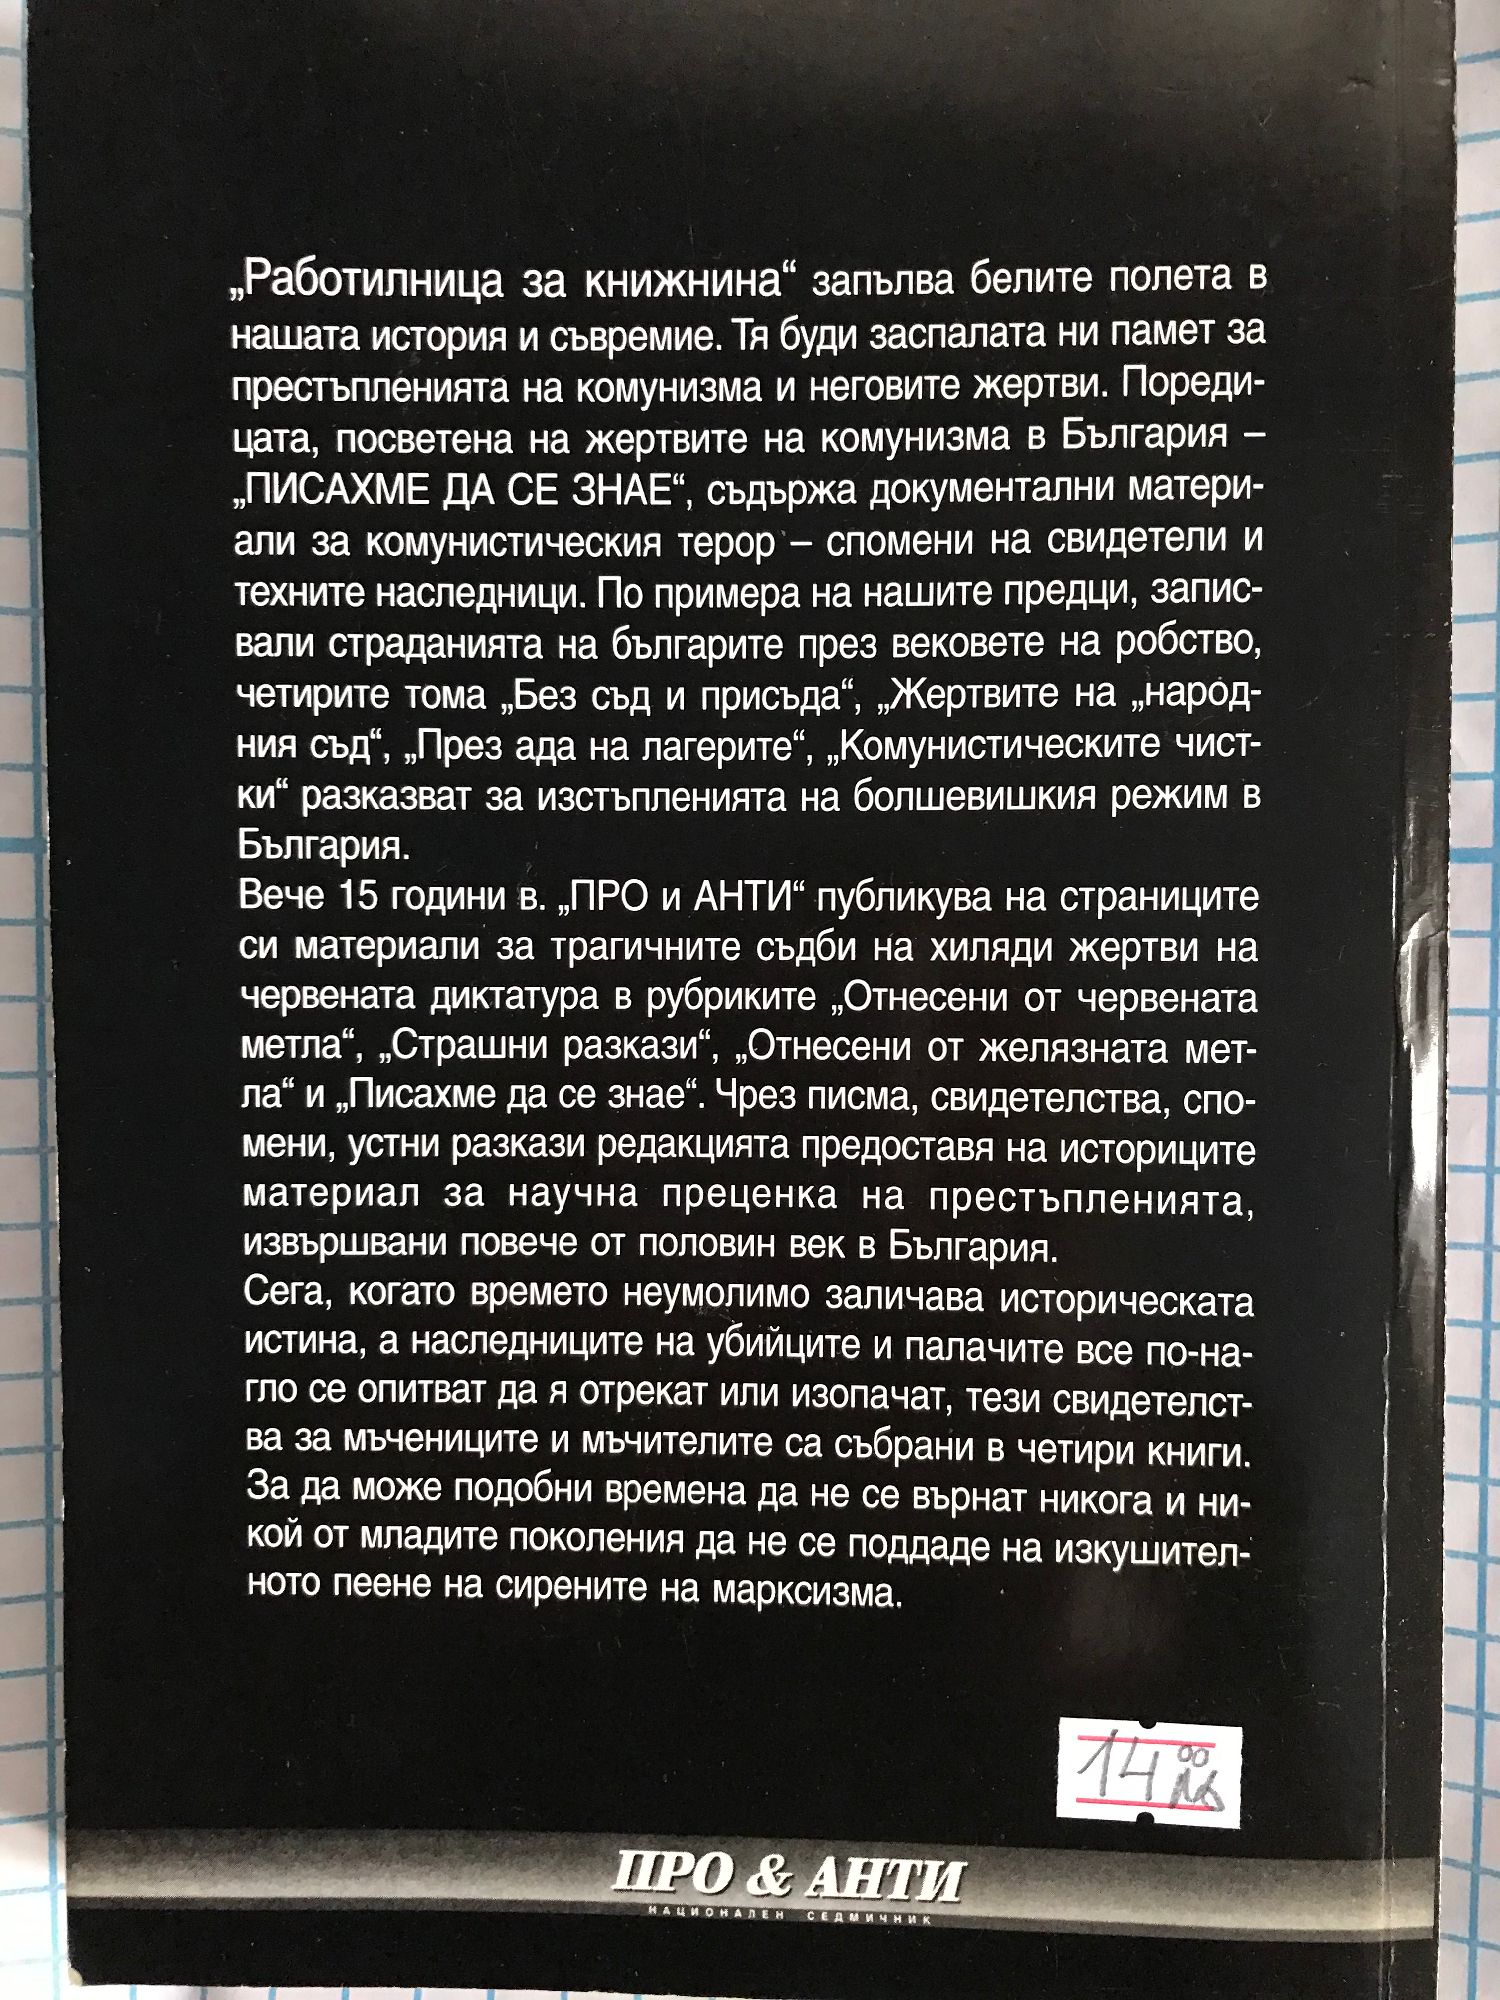 „Работилница за книжнина“ запълва белите полета в
нашата история и съвремие. Тя буди заспалата ни памет за
престъпленията на комунизма и неговите жертви. Пореди-
цата, посветена на жертвите на комунизма в България –
„ПИСАХМЕ ДА СЕ ЗНАЕ“, съдържа документални матери-
али за комунистическия терор – спомени на свидетели и
техните наследници. По примера на нашите предци, запис-
вали страданията на българите през вековете на робство,
четирите тома „Без съд и присъда“, „Жертвите на „народ-
ния съд“, „През ада на лагерите“, „Комунистическите чист-
ки“ разказват за изстъпленията на болшевишкия режим в
България.
Вече 15 години в. „ПРО и АНТИ“ публикува на страниците
си материали за трагичните съдби на хиляди жертви на
червената диктатура в рубриките „Отнесени от червената
метла“, „Страшни разкази“, „Отнесени от желязната мет-
ла“ и „Писахме да се знае“. Чрез писма, свидетелства, спо-
мени, устни разкази редакцията предоставя на историците
материал за научна преценка на престъпленията,
извършвани повече от половин век в България.
Сега, когато времето неумолимо заличава историческата
истина, а наследниците на убийците и палачите все по-на-
гло се опитват да я отрекат или изопачат, тези свидетелст-
ва за мъчениците и мъчителите са събрани в четири книги.
За да може подобни времена да не се върнат никога и ни-
кой от младите поколения да не се поддаде на изкушител-
ното пеене на сирените на марксизма.
14 00 лв
ПРО & АНТИ
НАЦИОНАЛЕН СЕДМИЧНИК